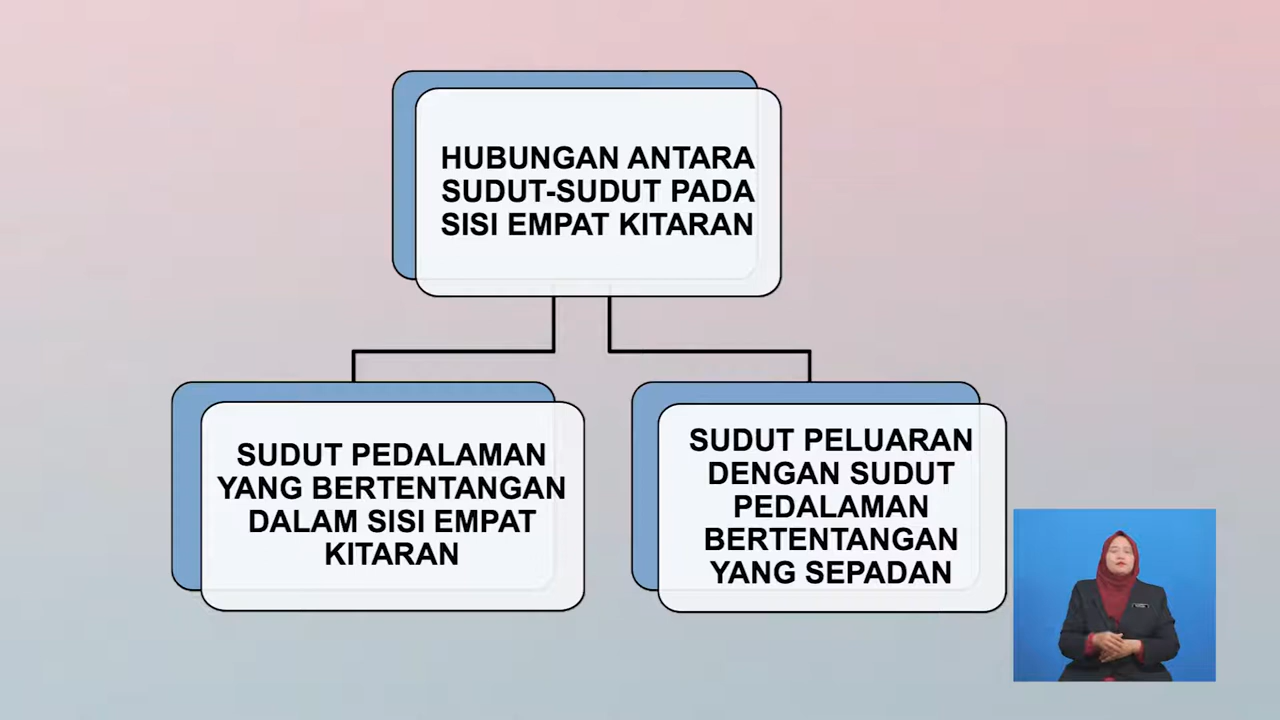 HUBUNGAN ANTARA
SUDUT-SUDUT PADA
SISI EMPAT KITARAN
SUDUT PEDALAMAN
YANG BERTENTANGAN
DALAM SISI EMPAT
KITARAN
SUDUT PELUARAN
DENGAN SUDUT
PEDALAMAN
BERTENTANGAN
YANG SEPADAN